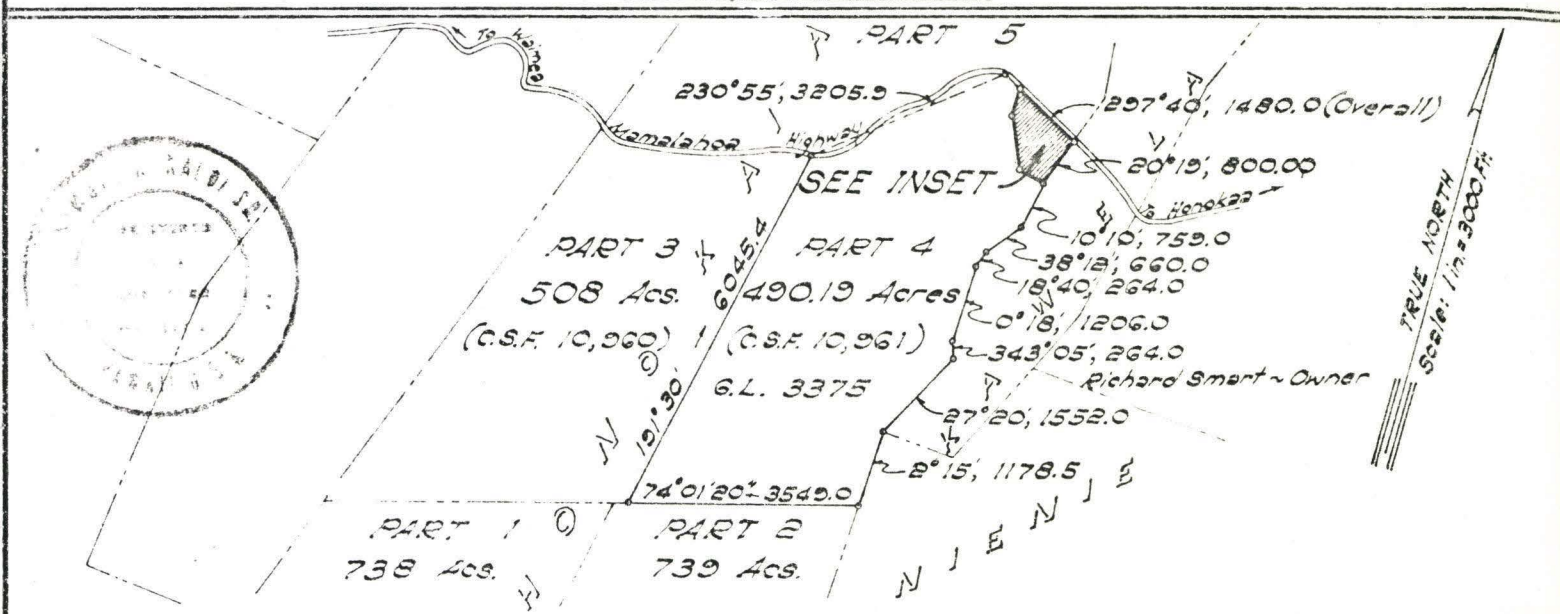 PART 5
To Waimea
230°55', 3205.9
297°40', 1480.0 (Overall)
Mamalahoa Highway
20°19', 800.00
SEE INSET
To Honokaa
10°10', 759.0
PART 3
PART 4
38°12', 660.0
508 Acs.
490.19 Acres
18°40', 264.0
(C.S.F. 10,960)
(C.S.F. 10,961)
0°18', 1206.0
343°05', 264.0
G.L. 3375
Richard Smart ~ Owner
191°30' 6045.4
27°20', 1552.0
2°15', 1178.5
74°01'20" - 3549.0
PART 1
PART 2
738 Acs.
739 Acs.
NIENIE
TRUE NORTH
Scale: 1 in. = 3000 Ft.